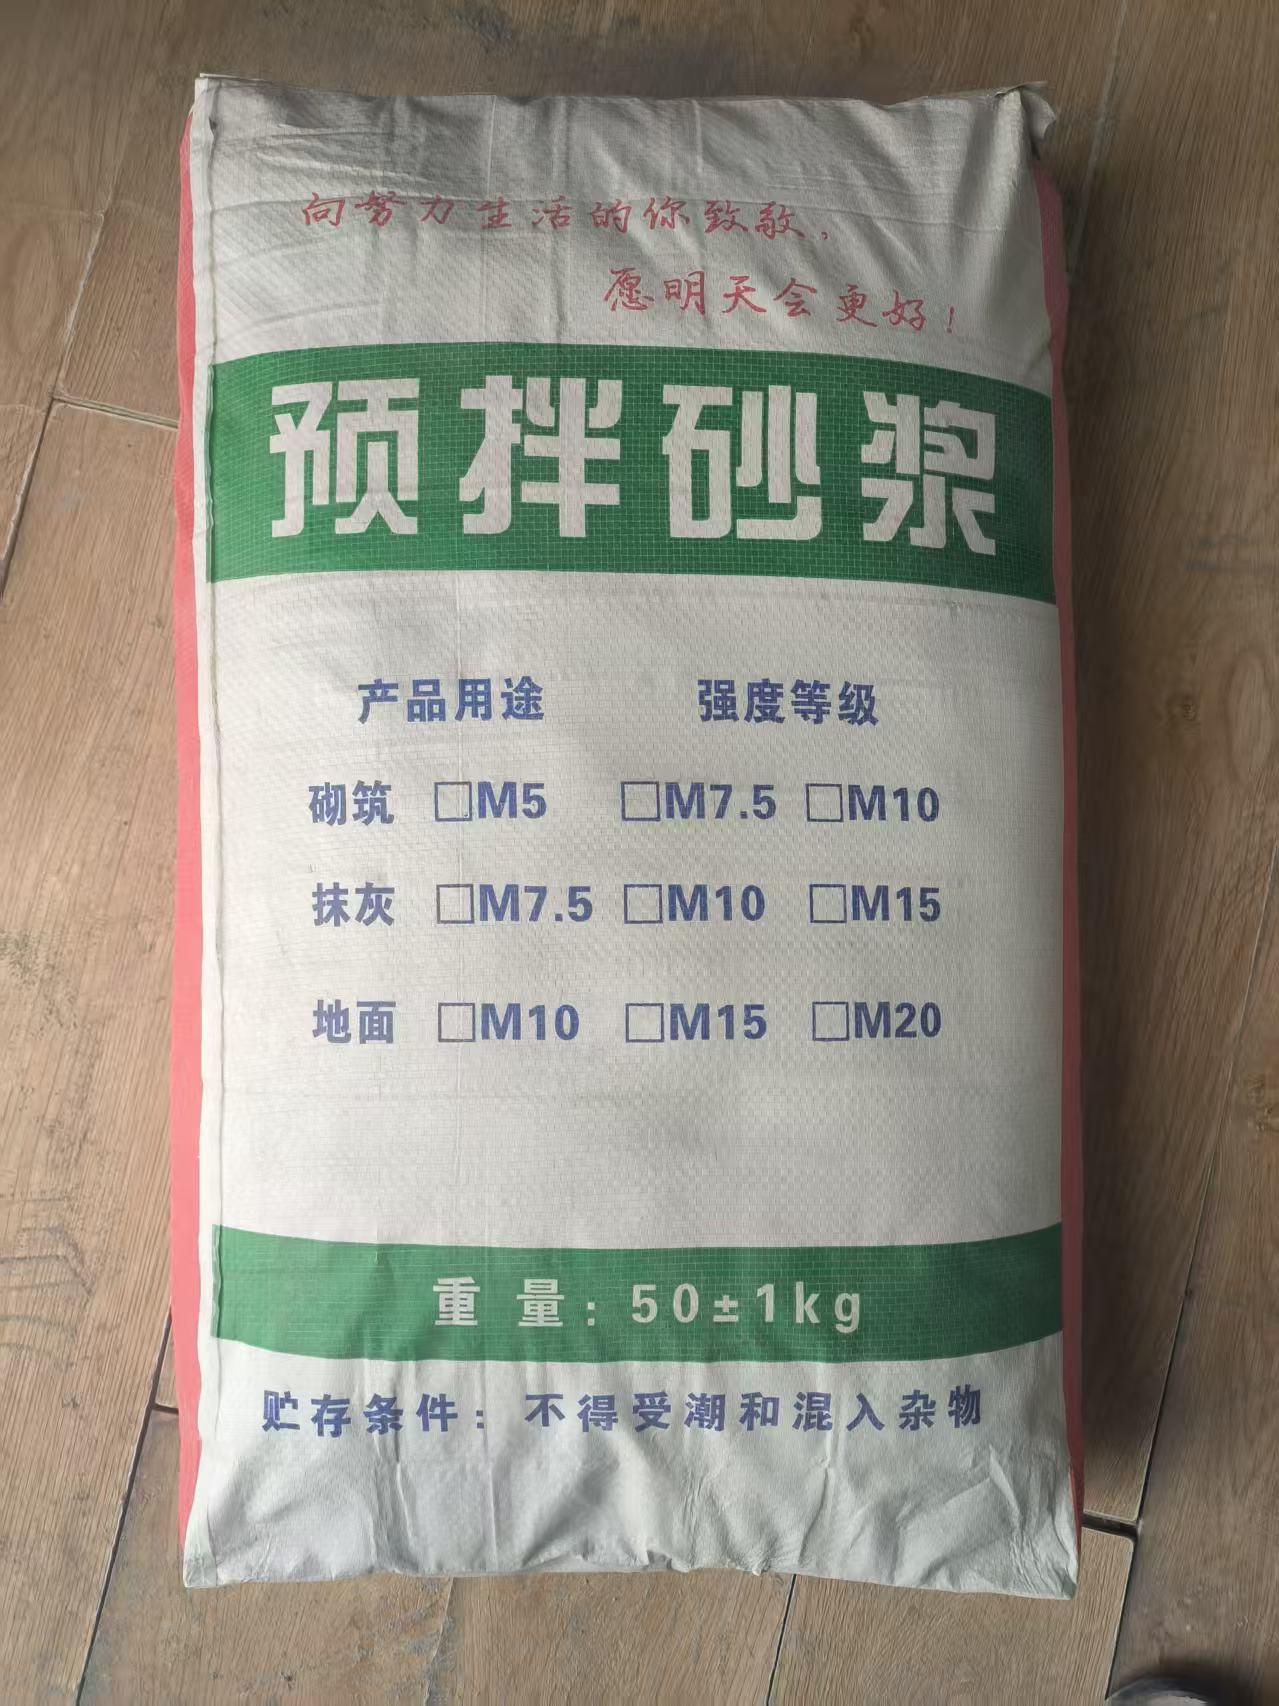 向努力生活的你致敬，
愿明天会更好！
预拌砂浆
产品用途 强度等级
砌筑 □M5 □M7.5 □M10
抹灰 □M7.5 □M10 □M15
地面 □M10 □M15 □M20
重量：50±1kg
贮存条件：不得受潮和混入杂物